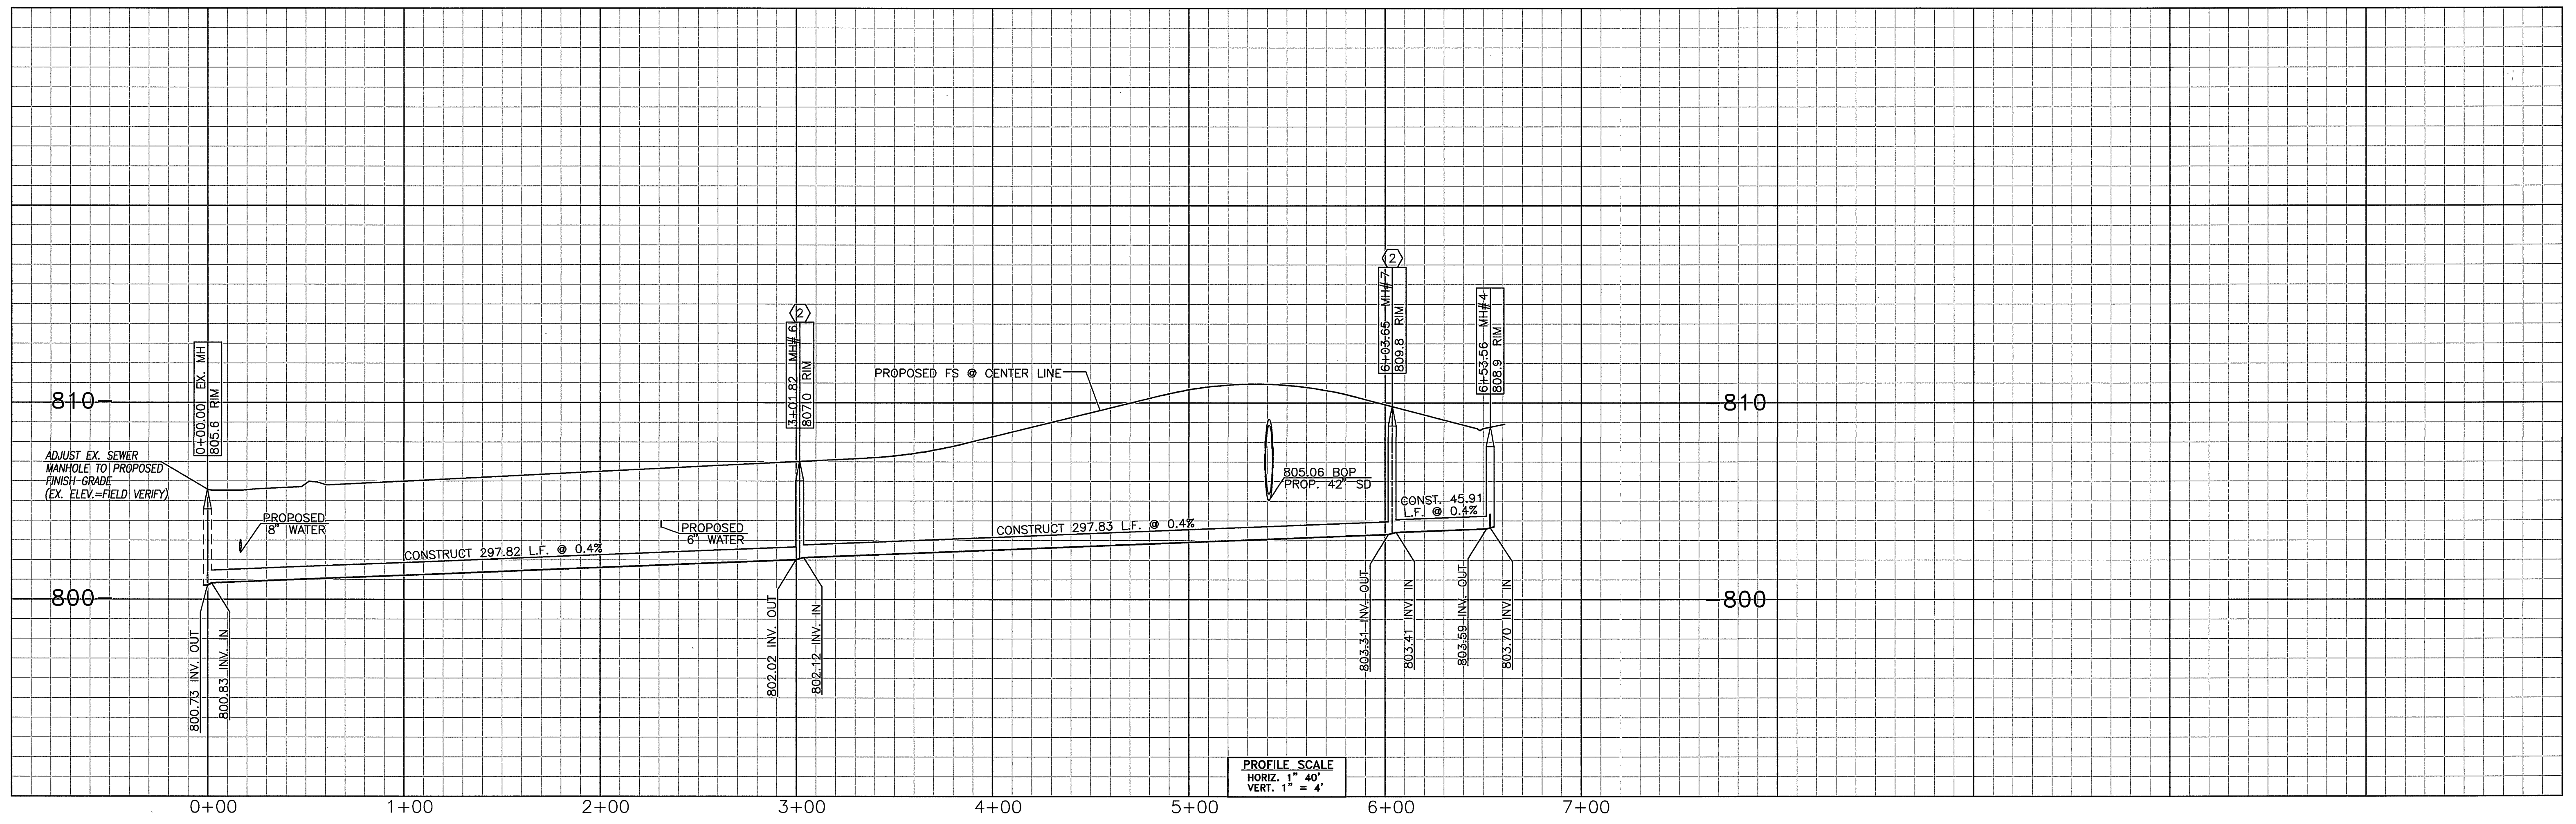 2
6+03.65 MH#7
809.8 RIM
6+53.56 MH#4
808.9 RIM
2
3+01.82 MH#6
807.0 RIM
0+00.00 EX. MH
805.6 RIM
PROPOSED FS @ CENTER LINE
810
810
ADJUST EX. SEWER
MANHOLE TO PROPOSED
FINISH GRADE
(EX. ELEV.=FIELD VERIFY)
805.06 BOP
PROP. 42" SD
PROPOSED
8" WATER
PROPOSED
6" WATER
CONSTRUCT 297.82 L.F. @ 0.4%
CONSTRUCT 297.83 L.F. @ 0.4%
CONST. 45.91
L.F. @ 0.4%
800
800
800.73 INV. OUT
800.83 INV. IN
802.02 INV. OUT
802.12 INV. IN
803.31 INV. OUT
803.41 INV IN
803.59 INV. OUT
803.70 INV IN
PROFILE SCALE
HORIZ. 1" 40'
VERT. 1" = 4'
0+00 1+00 2+00 3+00 4+00 5+00 6+00 7+00